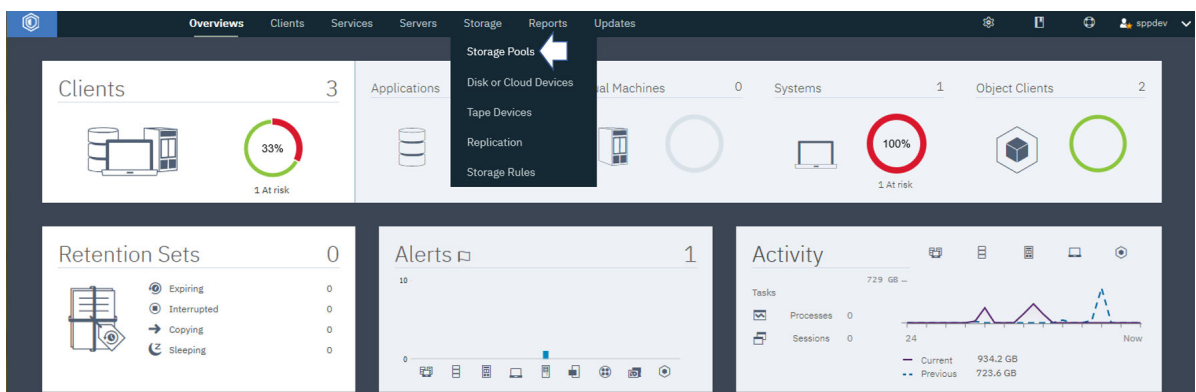 Overviews Clients Services Servers Storage Reports Updates sppdev
Storage Pools
Disk or Cloud Devices
Tape Devices
Replication
Storage Rules
Clients 3
33%
1 At risk
Applications
ual Machines 0
Systems 1
100%
1 At risk
Object Clients 2
Retention Sets 0
Expiring 0
Interrupted 0
Copying 0
Sleeping 0
Alerts 1
10
0
Activity
729 GB
Tasks
Processes 0
Sessions 0
24 Now
Current 934.2 GB
Previous 723.6 GB